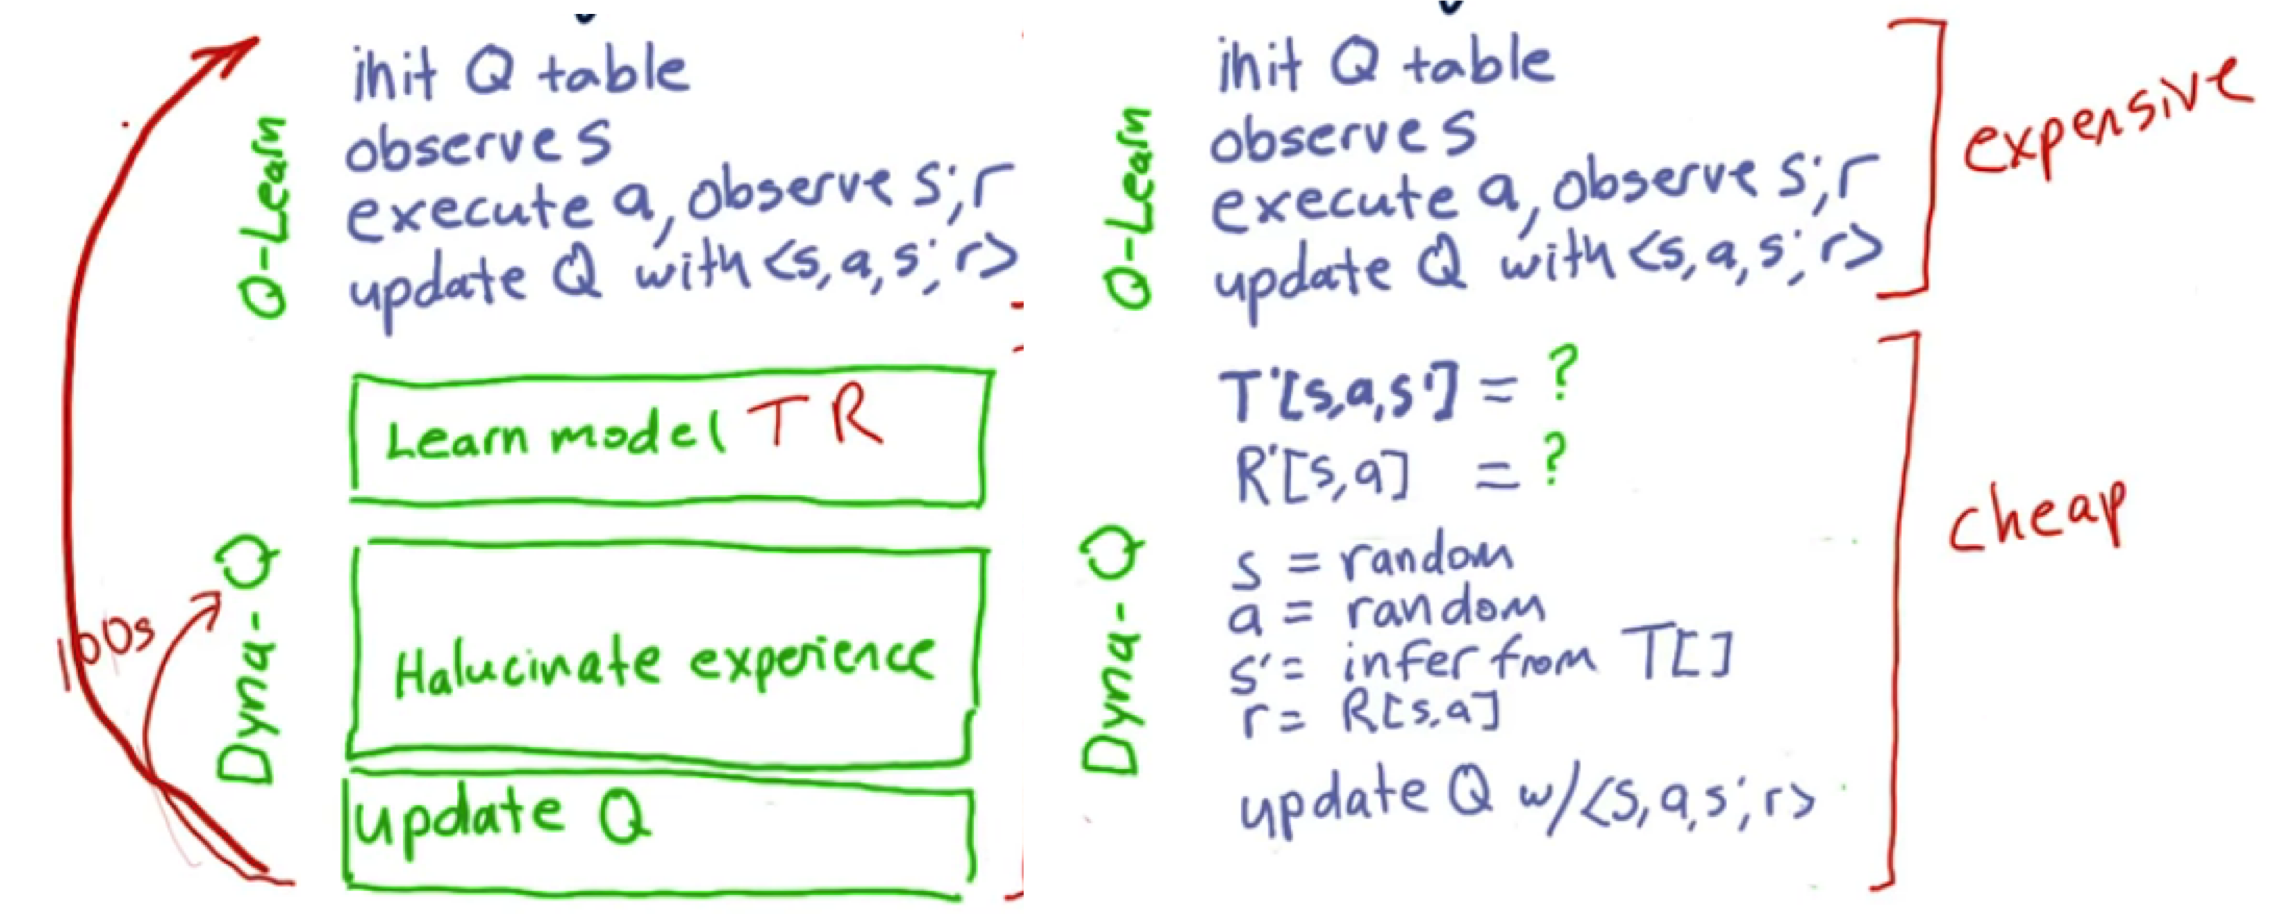 init Q table
observe s
execute a, observe s', r
update Q with <s, a, s', r>
Q-Learn
Learn model T R
Halucinate experience
update Q
Dyna-Q
100s
init Q table
observe s
execute a, observe s', r
update Q with <s, a, s', r>
Q-Learn
expensive
T'[s,a,s'] = ?
R'[s,a] = ?
s = random
a = random
s' = infer from T[]
r = R[s,a]
update Q w/<s,a,s',r>
Dyna-Q
cheap